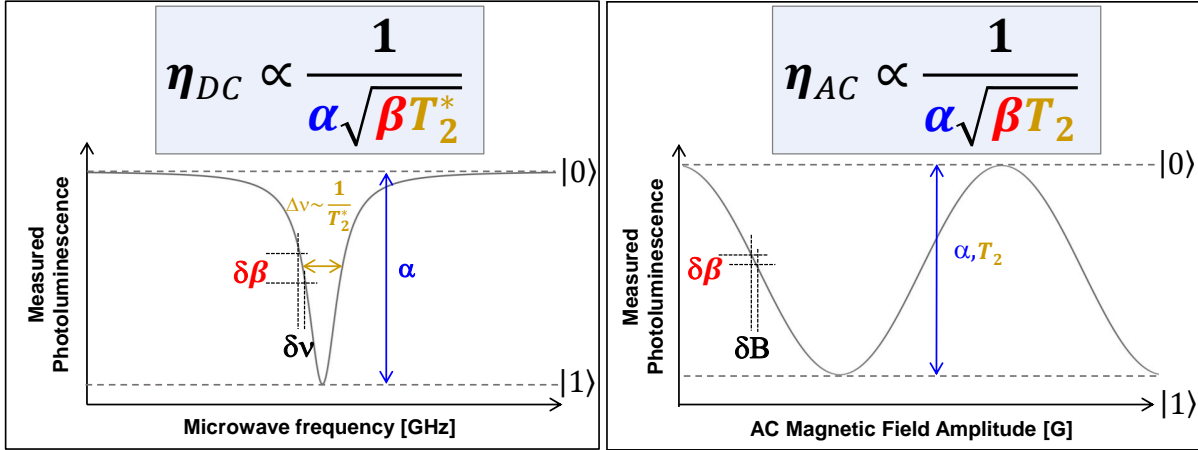 η_DC ∝ 1 / (α√(βT₂*))
|0⟩
Δν~ 1/T₂*
δβ
α
δν
|1⟩
Measured
Photoluminescence
Microwave frequency [GHz]
η_AC ∝ 1 / (α√(βT₂))
|0⟩
δβ
α,T₂
δB
|1⟩
Measured
Photoluminescence
AC Magnetic Field Amplitude [G]